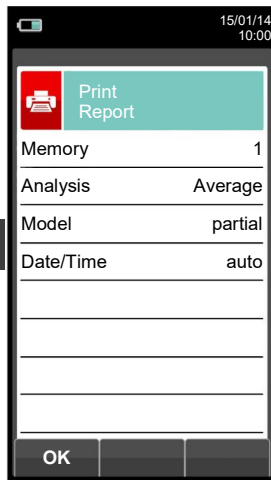 15/01/14
10:00
Print
Report
Memory 1
Analysis Average
Model partial
Date/Time auto
OK